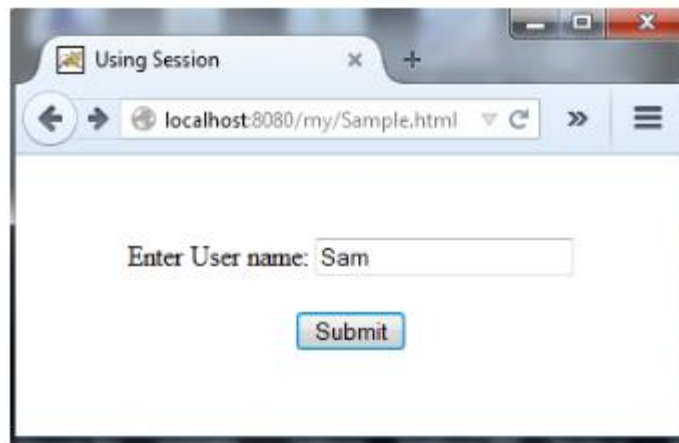 Using Session
localhost:8080/my/Sample.html
Enter User name: Sam
Submit